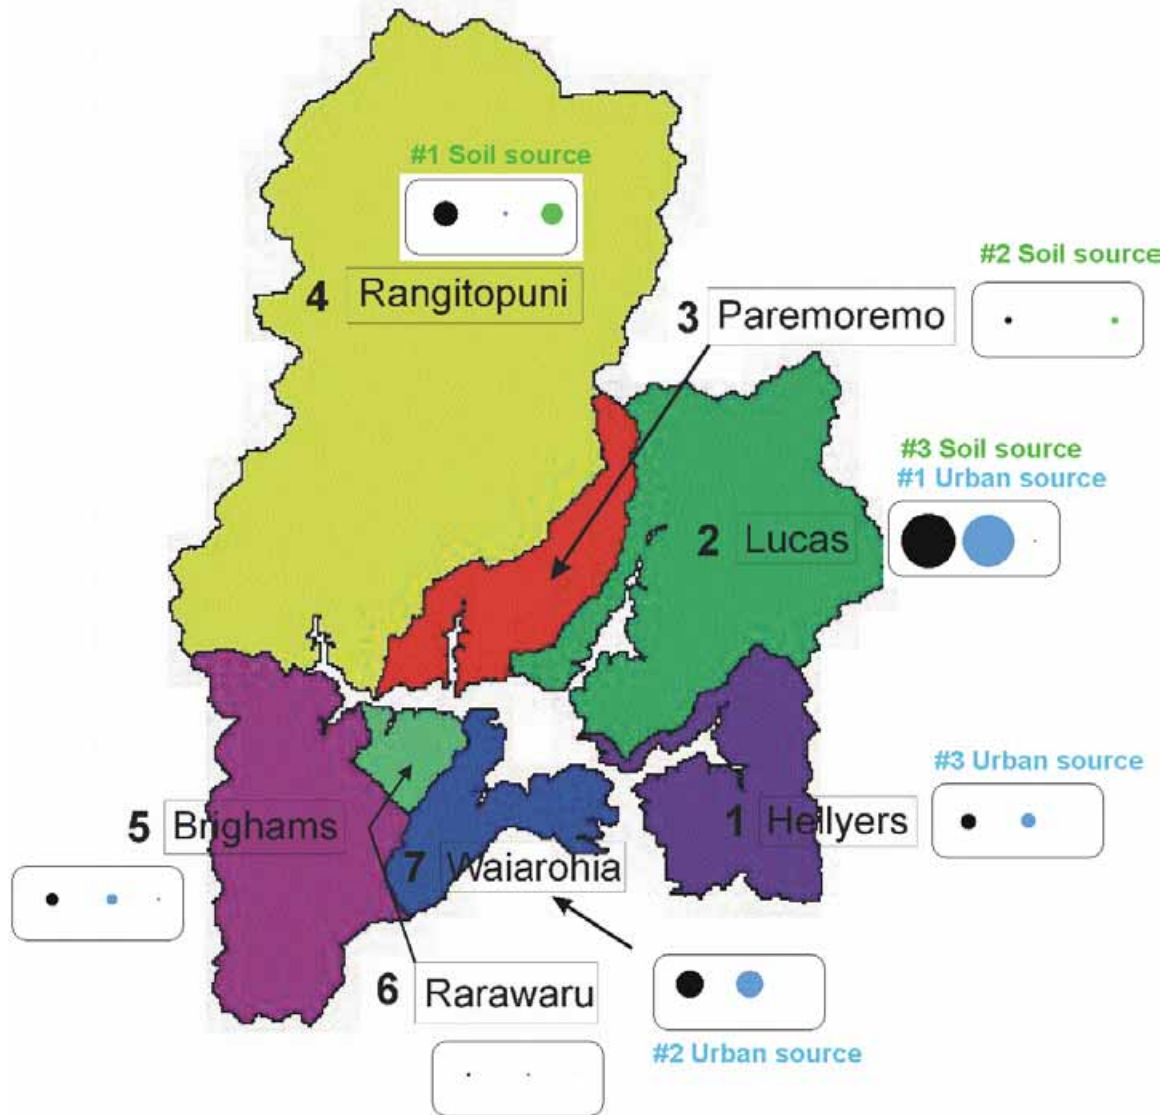 #1 Soil source
4 Rangitopuni
#2 Soil source
3 Paremoremo
#3 Soil source
#1 Urban source
2 Lucas
#3 Urban source
5 Brighams
1 Hellyers
7 Waiarohia
6 Rarawaru
#2 Urban source